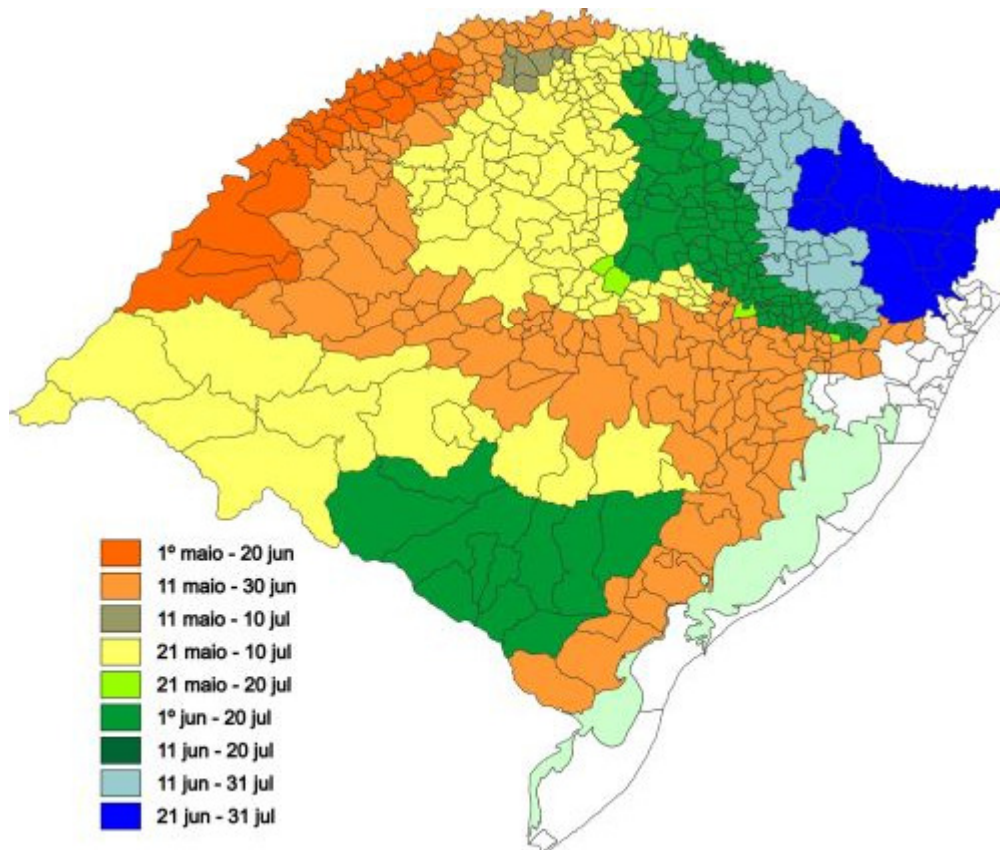 1º maio - 20 jun
11 maio - 30 jun
11 maio - 10 jul
21 maio - 10 jul
21 maio - 20 jul
1º jun - 20 jul
11 jun - 20 jul
11 jun - 31 jul
21 jun - 31 jul